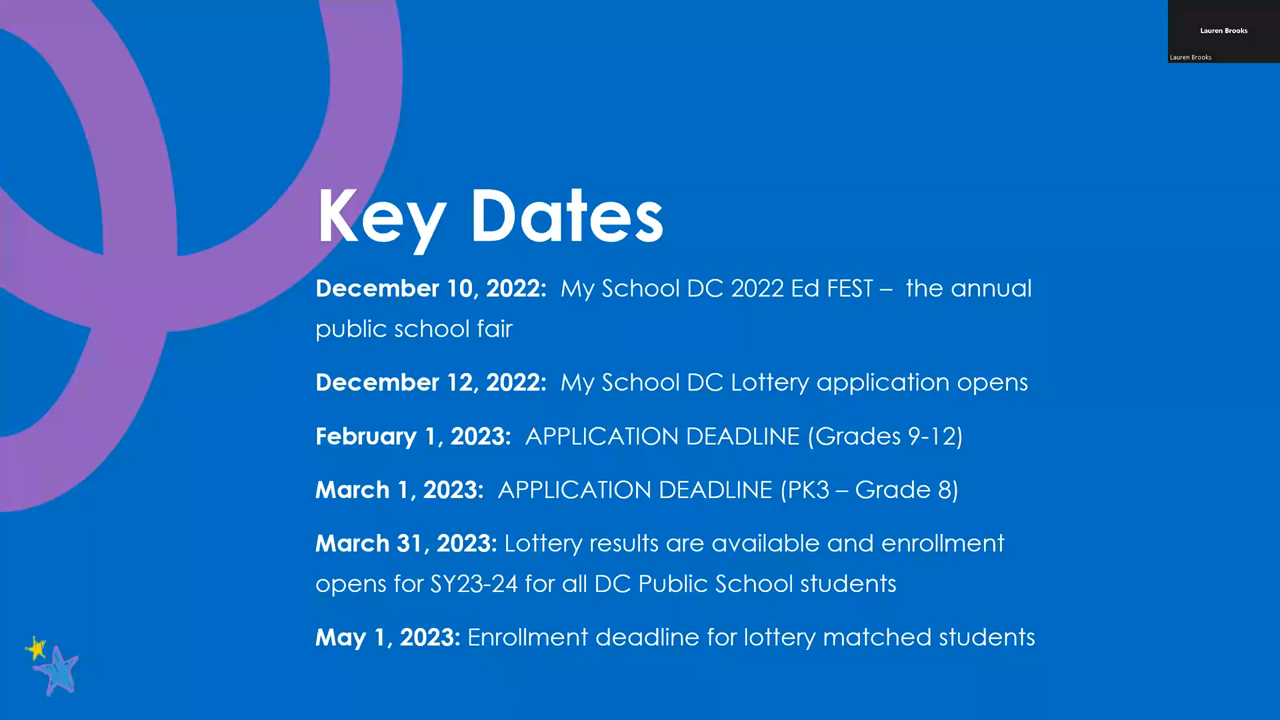 Lauren Brooks
Lauren Brooks
Key Dates
December 10, 2022:  My School DC 2022 Ed FEST –  the annual
public school fair
December 12, 2022:  My School DC Lottery application opens
February 1, 2023:  APPLICATION DEADLINE (Grades 9-12)
March 1, 2023:  APPLICATION DEADLINE (PK3 – Grade 8)
March 31, 2023: Lottery results are available and enrollment
opens for SY23-24 for all DC Public School students
May 1, 2023: Enrollment deadline for lottery matched students